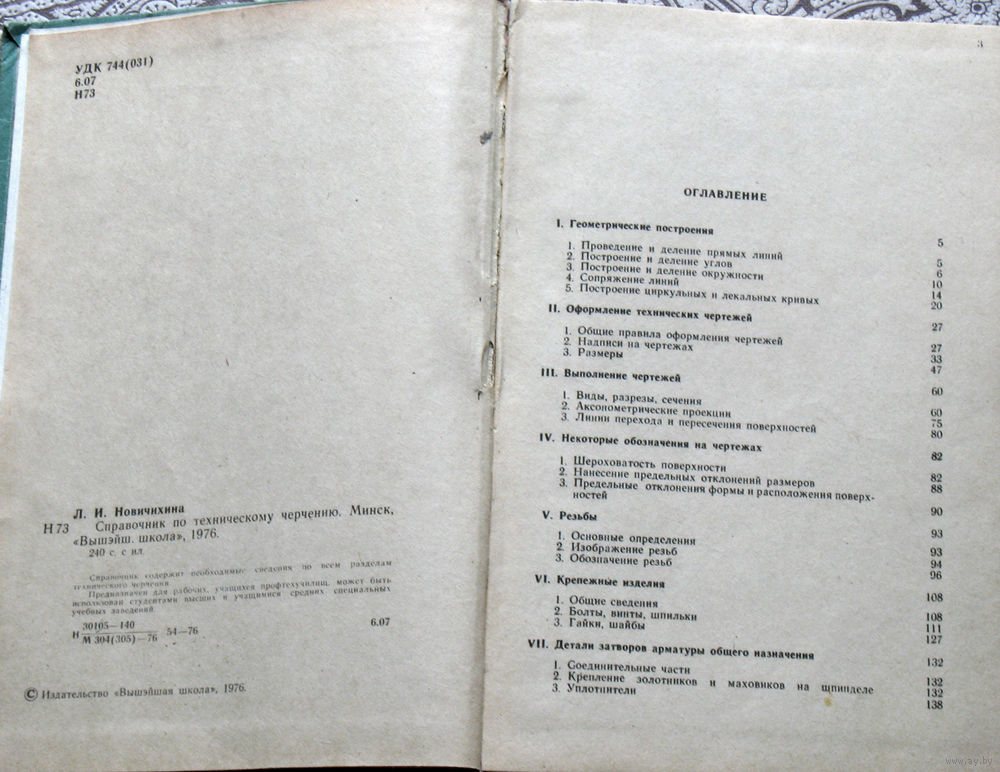 УДК 744(031)
6.07
Н73
Л. И. Новичихина
Н73 Справочник по техническому черчению. Минск,
«Вышэйш. школа», 1976.
240 с. с ил.
Справочник содержит необходимые сведения по всем разделам
технического черчения.
Предназначен для рабочих, учащихся профтехучилищ, может быть
использован студентами высших и учащимися средних специальных
учебных заведений.
Н 30105—140
М 304(305)—76 54—76 6.07
© Издательство «Вышэйшая школа», 1976.
3
ОГЛАВЛЕНИЕ
I. Геометрические построения 5
1. Проведение и деление прямых линий 5
2. Построение и деление углов 6
3. Построение и деление окружности 10
4. Сопряжение линий 14
5. Построение циркульных и лекальных кривых 20
II. Оформление технических чертежей 27
1. Общие правила оформления чертежей 27
2. Надписи на чертежах 33
3. Размеры 47
III. Выполнение чертежей 60
1. Виды, разрезы, сечения 60
2. Аксонометрические проекции 75
3. Линии перехода и пересечения поверхностей 80
IV. Некоторые обозначения на чертежах 82
1. Шероховатость поверхности 82
2. Нанесение предельных отклонений размеров 88
3. Предельные отклонения формы и расположения поверх-
ностей 90
V. Резьбы 93
1. Основные определения 93
2. Изображение резьб 94
3. Обозначение резьб 96
VI. Крепежные изделия 108
1. Общие сведения 108
2. Болты, винты, шпильки 111
3. Гайки, шайбы 127
VII. Детали затворов арматуры общего назначения 132
1. Соединительные части 132
2. Крепление золотников и маховиков на шпинделе 132
3. Уплотнители 138
www.ay.by